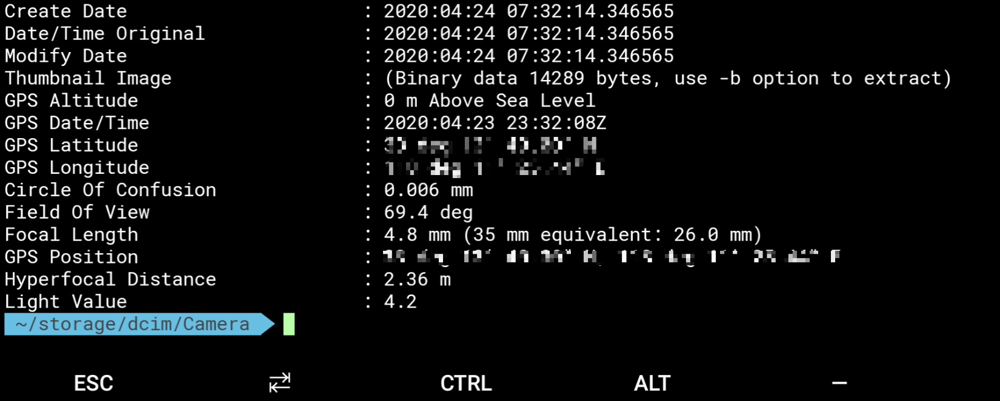 Create Date : 2020:04:24 07:32:14.346565
Date/Time Original : 2020:04:24 07:32:14.346565
Modify Date : 2020:04:24 07:32:14.346565
Thumbnail Image : (Binary data 14289 bytes, use -b option to extract)
GPS Altitude : 0 m Above Sea Level
GPS Date/Time : 2020:04:23 23:32:08Z
GPS Latitude :
GPS Longitude :
Circle Of Confusion : 0.006 mm
Field Of View : 69.4 deg
Focal Length : 4.8 mm (35 mm equivalent: 26.0 mm)
GPS Position :
Hyperfocal Distance : 2.36 m
Light Value : 4.2
~/storage/dcim/Camera
ESC ⇄ CTRL ALT —